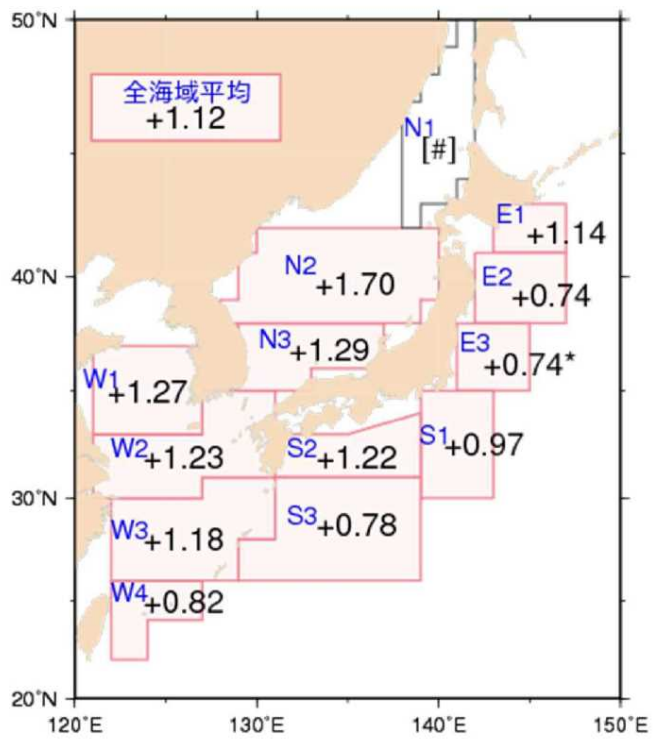 50°N
全海域平均
+1.12
N1
[#]
E1
+1.14
40°N
N2
+1.70
E2
+0.74
N3
+1.29
E3
+0.74*
W1
+1.27
W2
+1.23
S2
+1.22
S1
+0.97
30°N
W3
+1.18
S3
+0.78
W4
+0.82
20°N
120°E
130°E
140°E
150°E